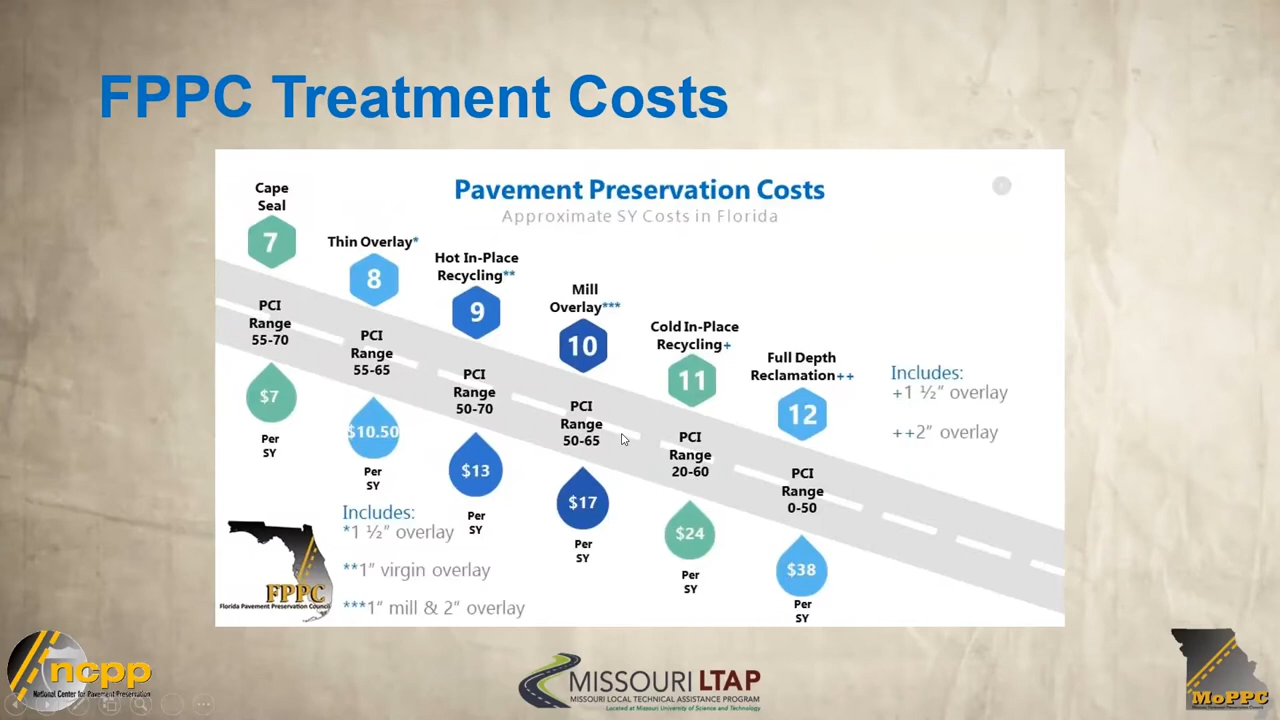 FPPC Treatment Costs
Pavement Preservation Costs
Approximate SY Costs in Florida
Cape
Seal
7
PCI
Range
55-70
$7
Per
SY
Thin Overlay*
8
PCI
Range
55-65
$10.50
Per
SY
Hot In-Place
Recycling**
9
PCI
Range
50-70
$13
Per
SY
Mill
Overlay***
10
PCI
Range
50-65
$17
Per
SY
Cold In-Place
Recycling+
11
PCI
Range
20-60
$24
Per
SY
Full Depth
Reclamation++
12
PCI
Range
0-50
$38
Per
SY
Includes:
+1 ½” overlay
++2” overlay
Includes:
*1 ½” overlay
**1” virgin overlay
***1” mill & 2” overlay
FPPC
Florida Pavement Preservation Council
ncpp
National Center for Pavement Preservation
MISSOURI LTAP
MISSOURI LOCAL TECHNICAL ASSISTANCE PROGRAM
Located at Missouri University of Science and Technology
MoPPC